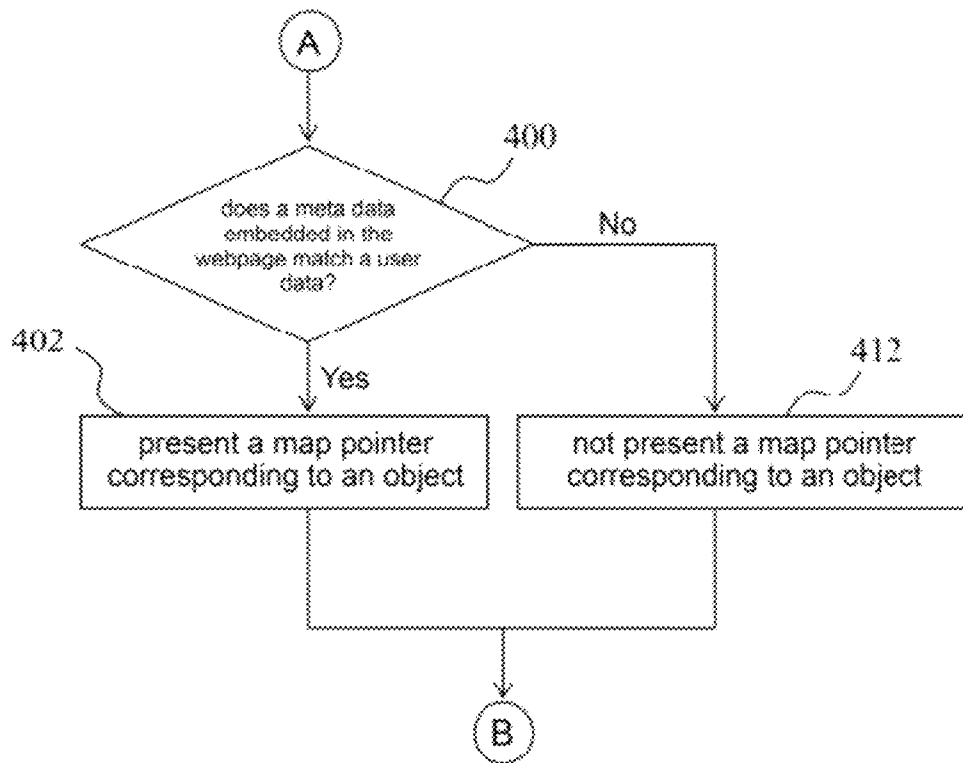 A
400
does a meta data
embedded in the
webpage match a user
data?
No
402
Yes
412
present a map pointer
corresponding to an object
not present a map pointer
corresponding to an object
B